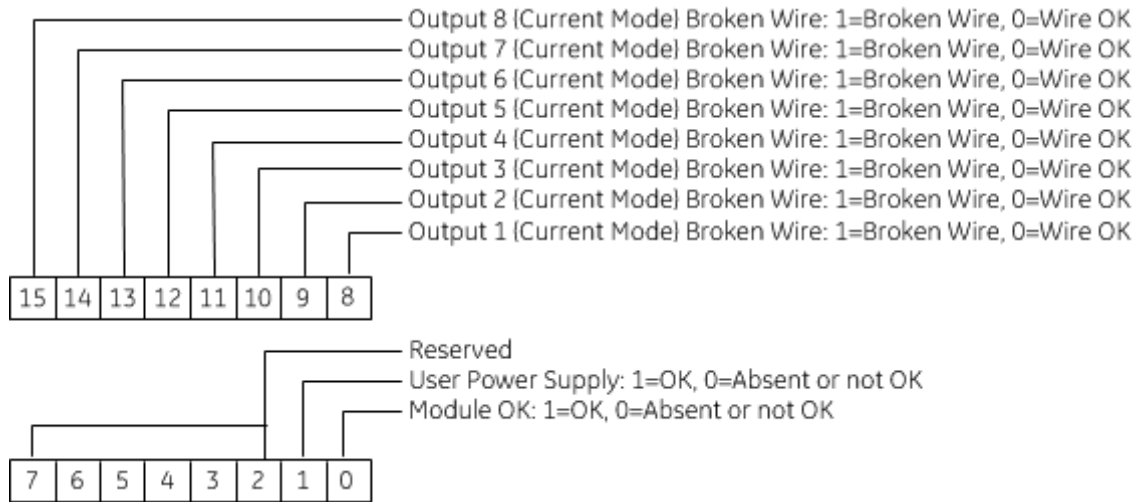 Output 8 (Current Mode) Broken Wire: 1=Broken Wire, 0=Wire OK
Output 7 (Current Mode) Broken Wire: 1=Broken Wire, 0=Wire OK
Output 6 (Current Mode) Broken Wire: 1=Broken Wire, 0=Wire OK
Output 5 (Current Mode) Broken Wire: 1=Broken Wire, 0=Wire OK
Output 4 (Current Mode) Broken Wire: 1=Broken Wire, 0=Wire OK
Output 3 (Current Mode) Broken Wire: 1=Broken Wire, 0=Wire OK
Output 2 (Current Mode) Broken Wire: 1=Broken Wire, 0=Wire OK
Output 1 (Current Mode) Broken Wire: 1=Broken Wire, 0=Wire OK
15 14 13 12 11 10 9 8
Reserved
User Power Supply: 1=OK, 0=Absent or not OK
Module OK: 1=OK, 0=Absent or not OK
7 6 5 4 3 2 1 0